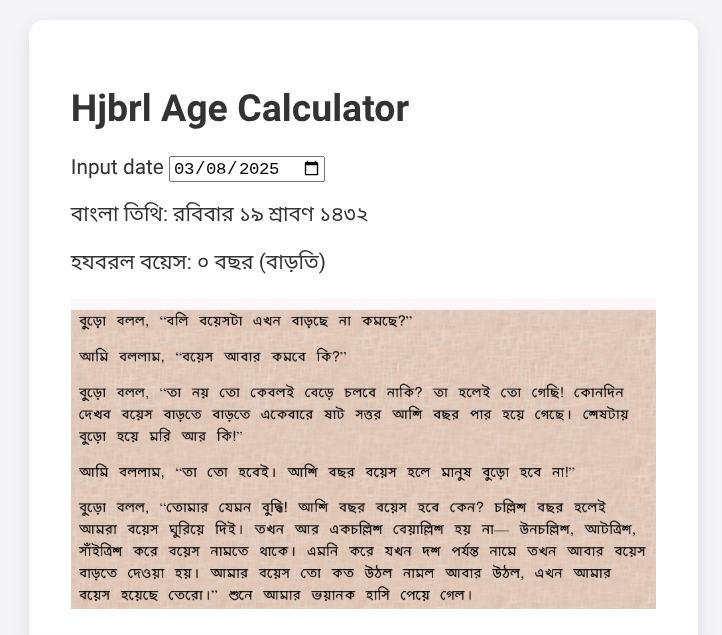 Hjbrl Age Calculator
Input date 03/08/2025
বাংলা তিথি: রবিবার ১৯ শ্রাবণ ১৪৩২
হযবরল বয়েস: ০ বছর (বাড়তি)
বুড়ো বলল, “বলি বয়েসটা এখন বাড়ছে না কমছে?”
আমি বললাম, “বয়েস আবার কমবে কি?”
বুড়ো বলল, “তা নয় তো কেবলই বেড়ে চলবে নাকি? তা হলেই তো গেছি! কোনদিন
দেখব বয়েস বাড়তে বাড়তে একেবারে ষাট সত্তর আশি বছর পার হয়ে গেছে। শেষটায়
বুড়ো হয়ে মরি আর কি!”
আমি বললাম, “তা তো হবেই। আশি বছর বয়েস হলে মানুষ বুড়ো হবে না!”
বুড়ো বলল, “তোমার যেমন বুদ্ধি! আশি বছর বয়েস হবে কেন? চল্লিশ বছর হলেই
আমরা বয়েস ঘুরিয়ে দিই। তখন আর একচল্লিশ বেয়াল্লিশ হয় না— উনচল্লিশ, আটত্রিশ,
সাঁইত্রিশ করে বয়েস নামতে থাকে। এমনি করে যখন দশ পর্যন্ত নামে তখন আবার বয়েস
বাড়তে দেওয়া হয়। আমার বয়েস তো কত উঠল নামল আবার উঠল, এখন আমার
বয়েস হয়েছে তেরো।” শুনে আমার ভয়ানক হাসি পেয়ে গেল।